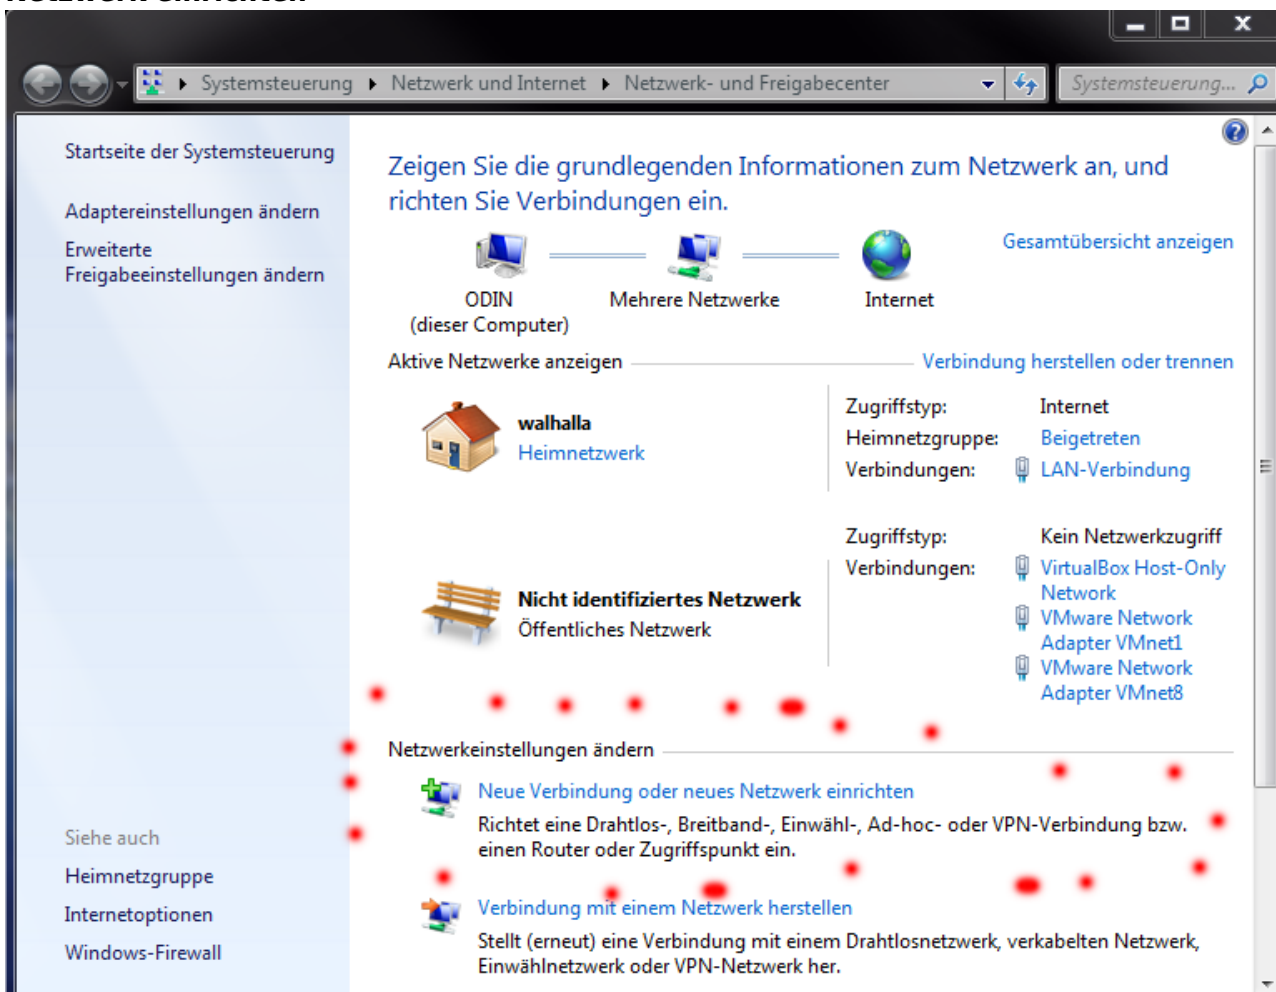 Netzwerk einrichten
Systemsteuerung Netzwerk und Internet Netzwerk- und Freigabecenter
Systemsteuerung...
Startseite der Systemsteuerung
Adaptereinstellungen ändern
Erweiterte
Freigabeeinstellungen ändern
Zeigen Sie die grundlegenden Informationen zum Netzwerk an, und
richten Sie Verbindungen ein.
Gesamtübersicht anzeigen
ODIN
(dieser Computer)
Mehrere Netzwerke
Internet
Aktive Netzwerke anzeigen
Verbindung herstellen oder trennen
walhalla
Heimnetzwerk
Zugriffstyp: Internet
Heimnetzgruppe: Beigetreten
Verbindungen: LAN-Verbindung
Nicht identifiziertes Netzwerk
Öffentliches Netzwerk
Zugriffstyp: Kein Netzwerkzugriff
Verbindungen: VirtualBox Host-Only
Network
VMware Network
Adapter VMnet1
VMware Network
Adapter VMnet8
Netzwerkeinstellungen ändern
Neue Verbindung oder neues Netzwerk einrichten
Richtet eine Drahtlos-, Breitband-, Einwähl-, Ad-hoc- oder VPN-Verbindung bzw.
einen Router oder Zugriffspunkt ein.
Verbindung mit einem Netzwerk herstellen
Stellt (erneut) eine Verbindung mit einem Drahtlosnetzwerk, verkabelten Netzwerk,
Einwählnetzwerk oder VPN-Netzwerk her.
Siehe auch
Heimnetzgruppe
Internetoptionen
Windows-Firewall